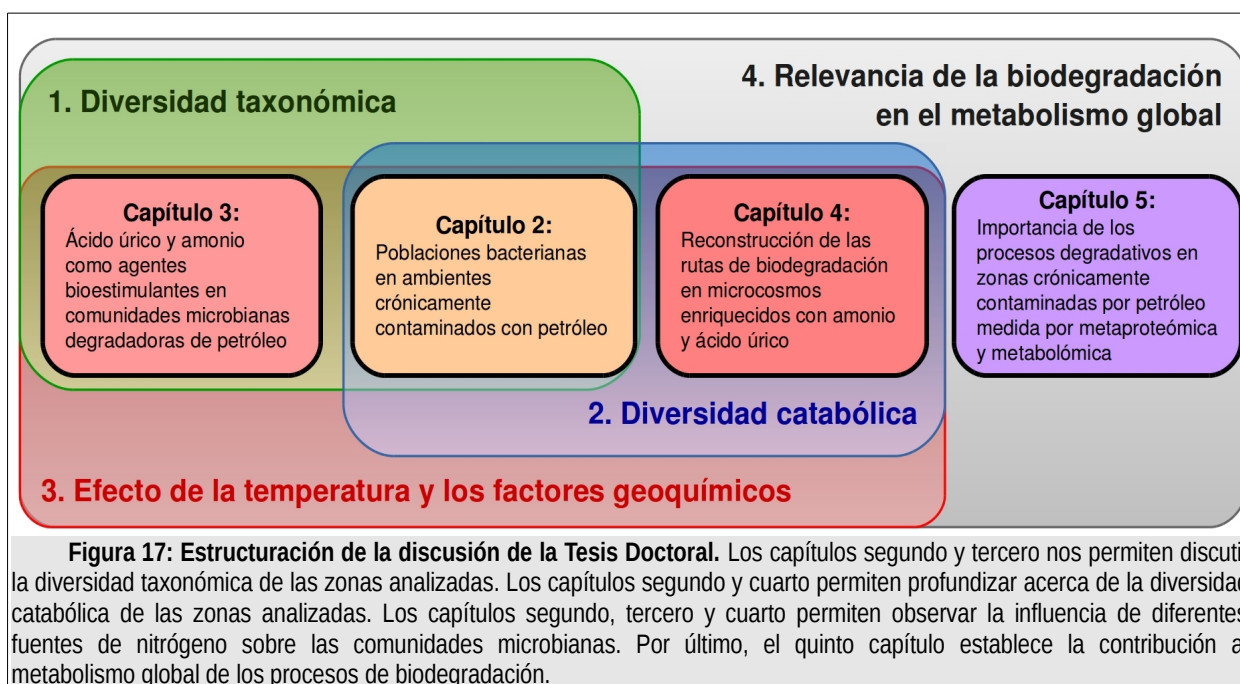 1. Diversidad taxonómica
4. Relevancia de la biodegradación
en el metabolismo global
Capítulo 3:
Ácido úrico y amonio
como agentes
bioestimulantes en
comunidades microbianas
degradadoras de petróleo
Capítulo 2:
Poblaciones bacterianas
en ambientes
crónicamente
contaminados con petróleo
Capítulo 4:
Reconstrucción de las
rutas de biodegradación
en microcosmos
enriquecidos con amonio
y ácido úrico
Capítulo 5:
Importancia de los
procesos degradativos en
zonas crónicamente
contaminadas por petróleo
medida por metaproteómica
y metabolómica
2. Diversidad catabólica
3. Efecto de la temperatura y los factores geoquímicos
Figura 17: Estructuración de la discusión de la Tesis Doctoral. Los capítulos segundo y tercero nos permiten discuti
la diversidad taxonómica de las zonas analizadas. Los capítulos segundo y cuarto permiten profundizar acerca de la diversidad
catabólica de las zonas analizadas. Los capítulos segundo, tercero y cuarto permiten observar la influencia de diferentes
fuentes de nitrógeno sobre las comunidades microbianas. Por último, el quinto capítulo establece la contribución a
metabolismo global de los procesos de biodegradación.